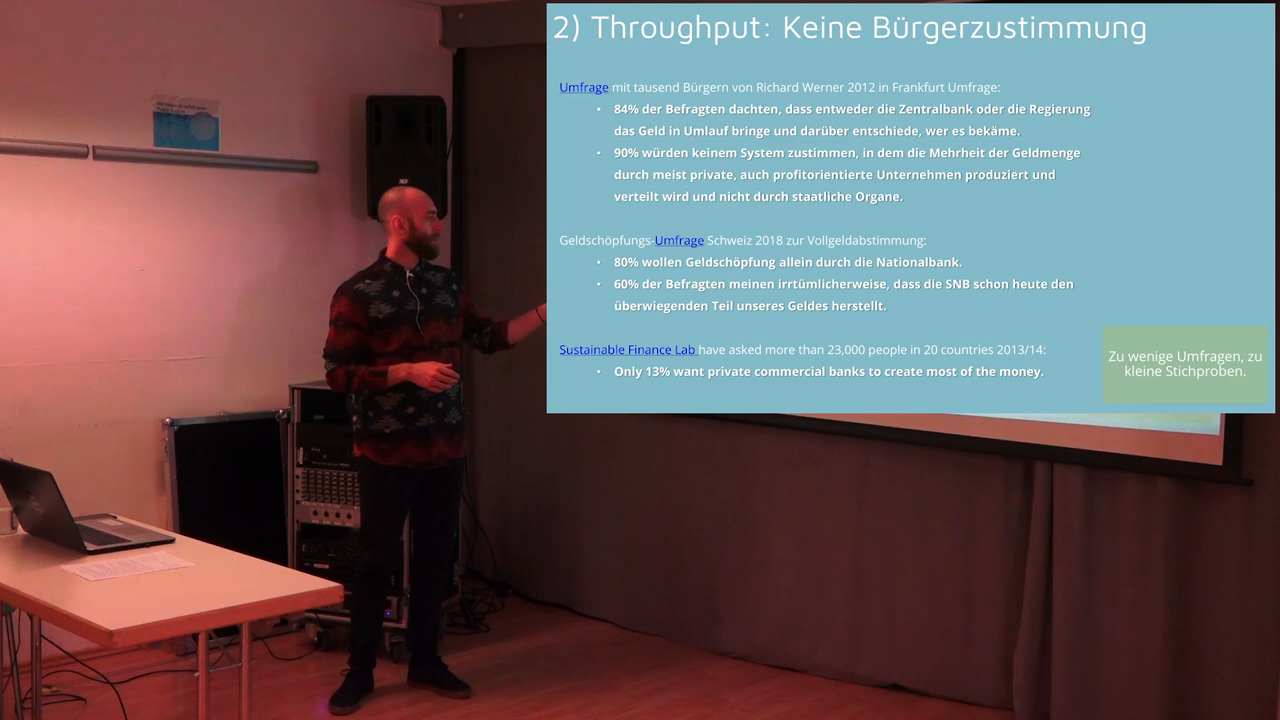 2) Throughput: Keine Bürgerzustimmung
Umfrage mit tausend Bürgern von Richard Werner 2012 in Frankfurt Umfrage:
• 84% der Befragten dachten, dass entweder die Zentralbank oder die Regierung
das Geld in Umlauf bringe und darüber entschiede, wer es bekäme.
• 90% würden keinem System zustimmen, in dem die Mehrheit der Geldmenge
durch meist private, auch profitorientierte Unternehmen produziert und
verteilt wird und nicht durch staatliche Organe.
Geldschöpfungs-Umfrage Schweiz 2018 zur Vollgeldabstimmung:
• 80% wollen Geldschöpfung allein durch die Nationalbank.
• 60% der Befragten meinen irrtümlicherweise, dass die SNB schon heute den
überwiegenden Teil unseres Geldes herstellt.
Sustainable Finance Lab have asked more than 23,000 people in 20 countries 2013/14:
• Only 13% want private commercial banks to create most of the money.
Zu wenige Umfragen, zu
kleine Stichproben.